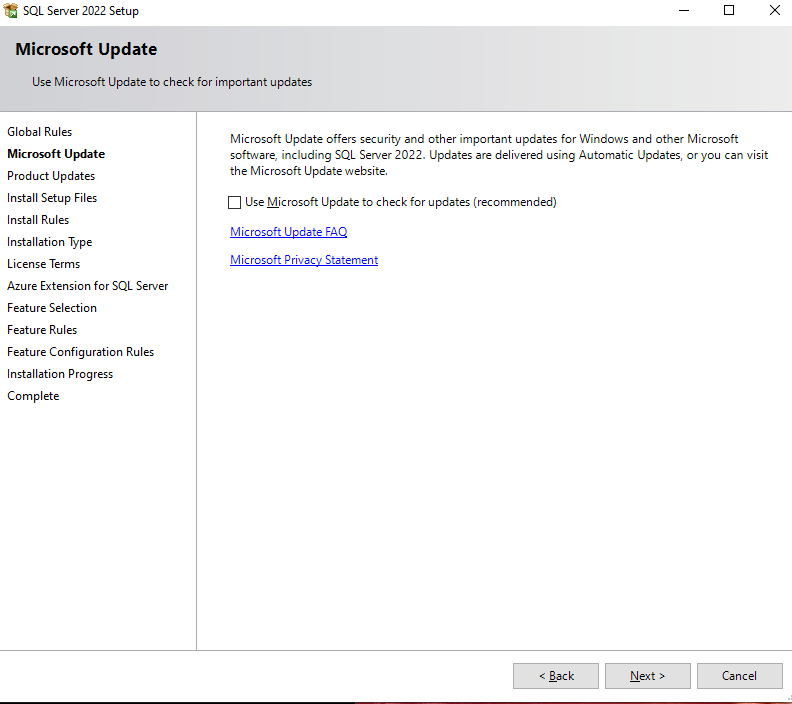 SQL Server 2022 Setup
Microsoft Update
Use Microsoft Update to check for important updates
Global Rules
Microsoft Update
Product Updates
Install Setup Files
Install Rules
Installation Type
License Terms
Azure Extension for SQL Server
Feature Selection
Feature Rules
Feature Configuration Rules
Installation Progress
Complete
Microsoft Update offers security and other important updates for Windows and other Microsoft
software, including SQL Server 2022. Updates are delivered using Automatic Updates, or you can visit
the Microsoft Update website.
Use Microsoft Update to check for updates (recommended)
Microsoft Update FAQ
Microsoft Privacy Statement
< Back
Next >
Cancel